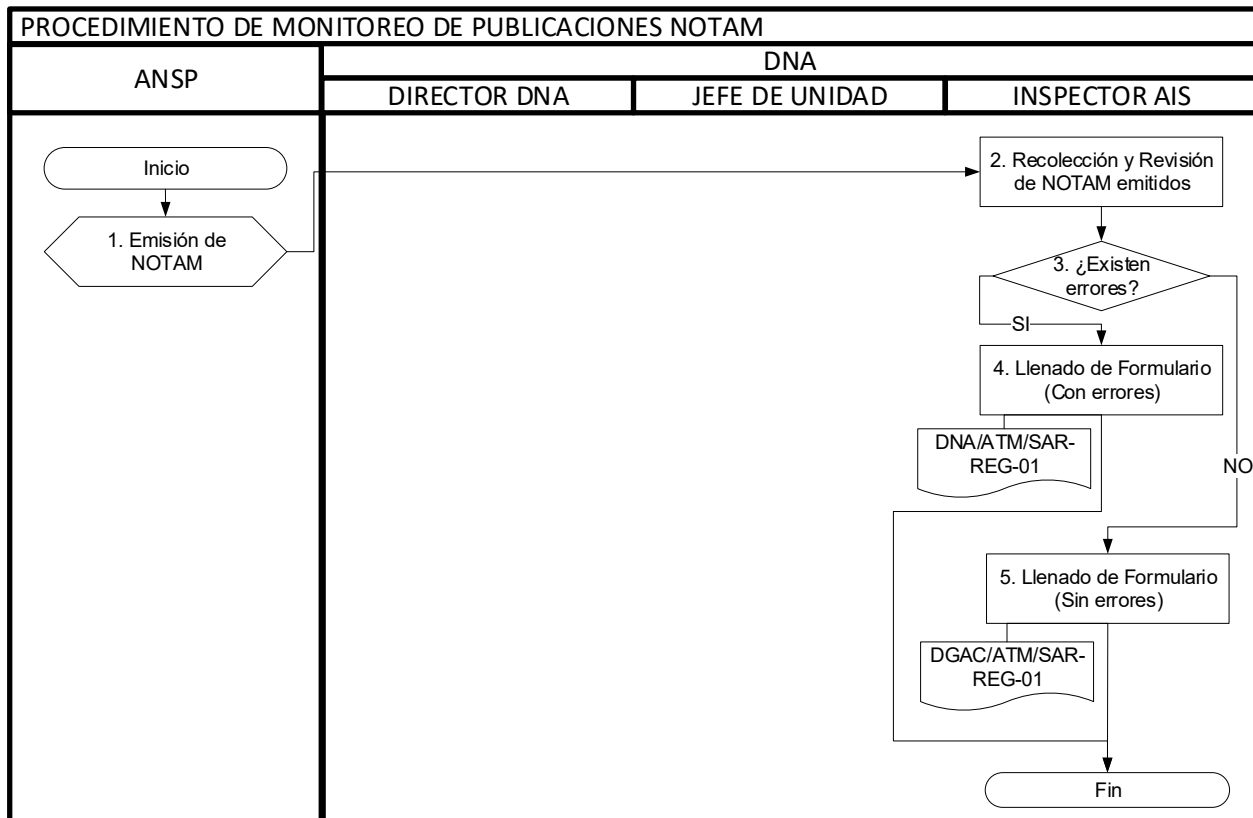 PROCEDIMIENTO DE MONITOREO DE PUBLICACIONES NOTAM
ANSP
DNA
DIRECTOR DNA
JEFE DE UNIDAD
INSPECTOR AIS
Inicio
1. Emisión de
NOTAM
2. Recolección y Revisión
de NOTAM emitidos
3. ¿Existen
errores?
SI
4. Llenado de Formulario
(Con errores)
DNA/ATM/SAR-
REG-01
NO
5. Llenado de Formulario
(Sin errores)
DGAC/ATM/SAR-
REG-01
Fin